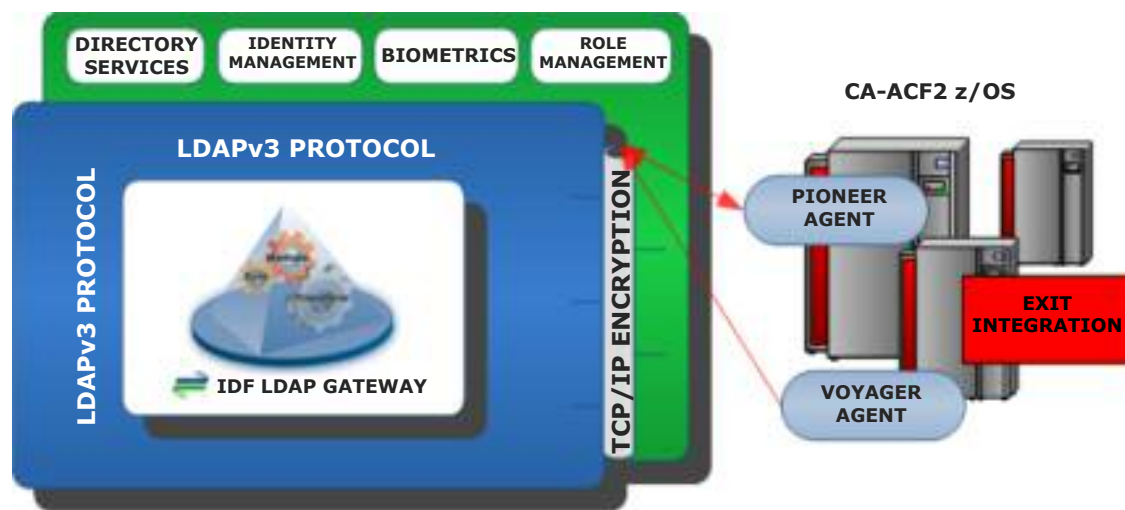 DIRECTORY
SERVICES
IDENTITY
MANAGEMENT
BIOMETRICS
ROLE
MANAGEMENT
CA-ACF2 z/OS
LDAPv3 PROTOCOL
LDAPv3 PROTOCOL
TCP/IP ENCRYPTION
PIONEER
AGENT
EXIT
INTEGRATION
IDF LDAP GATEWAY
VOYAGER
AGENT